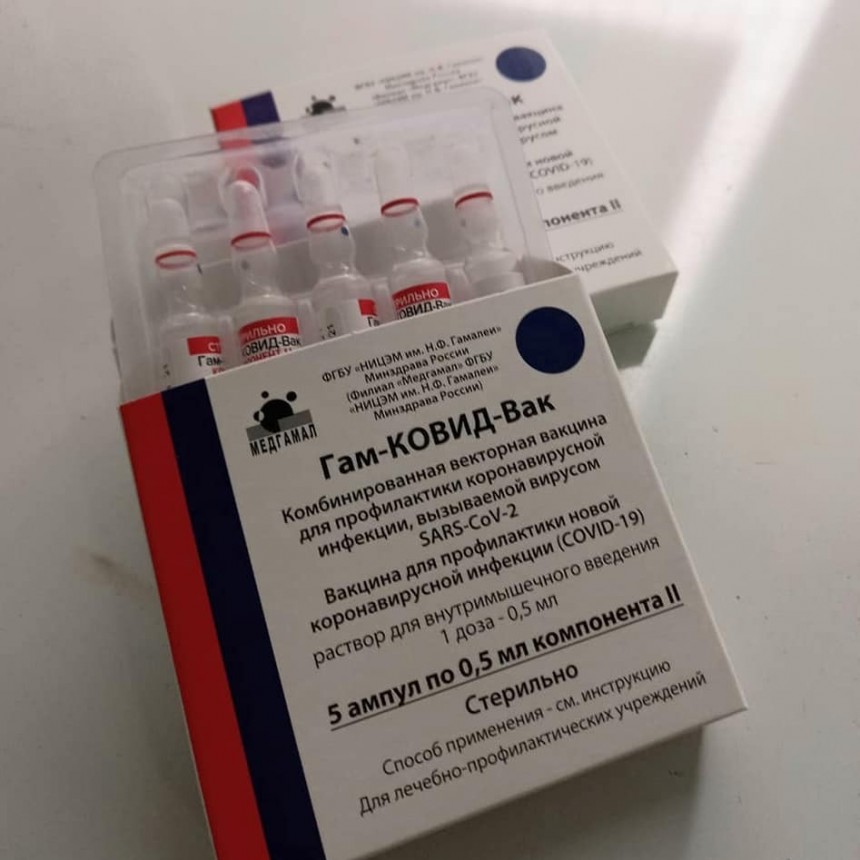 МЕДГАМАЛ
ФГБУ «НИЦЭМ им. Н.Ф. Гамалеи»
Минздрава России
(Филиал «Медгамал» ФГБУ
«НИЦЭМ им. Н.Ф. Гамалеи»
Минздрава России)
Гам-КОВИД-Вак
Комбинированная векторная вакцина
для профилактики коронавирусной
инфекции, вызываемой вирусом
SARS-CoV-2
Вакцина для профилактики новой
коронавирусной инфекции (COVID-19)
раствор для внутримышечного введения
1 доза - 0,5 мл
5 ампул по 0,5 мл компонента II
Стерильно
Способ применения - см. инструкцию
Для лечебно-профилактических учреждений